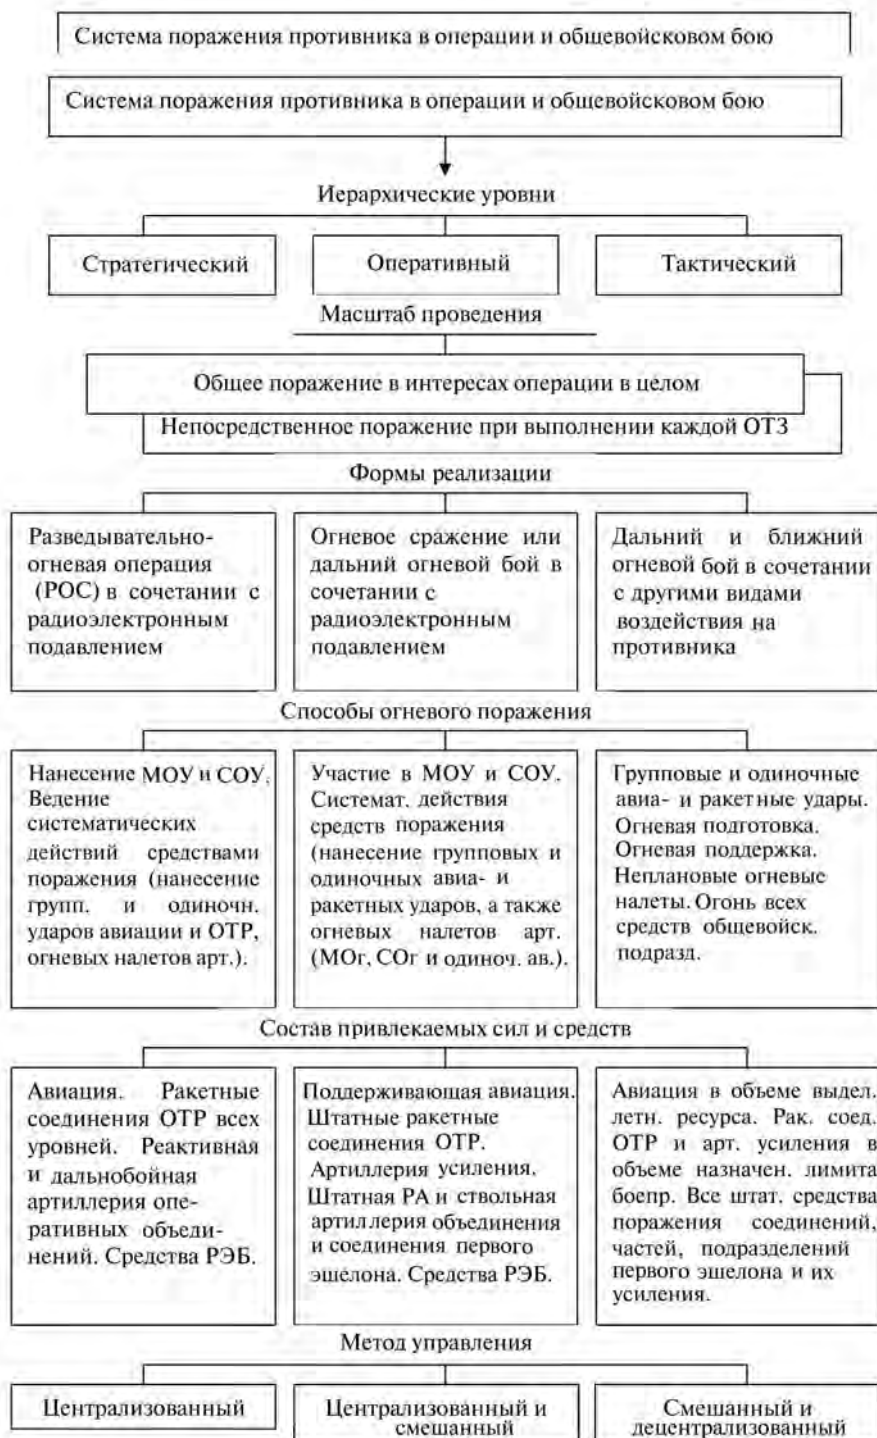 Система поражения противника в операции и общевойсковом бою
Система поражения противника в операции и общевойсковом бою
Иерархические уровни
Стратегический
Оперативный
Тактический
Масштаб проведения
Общее поражение в интересах операции в целом
Непосредственное поражение при выполнении каждой ОТЗ
Формы реализации
Разведывательно-
огневая операция
(РОС) в сочетании с
радиоэлектронным
подавлением
Огневое сражение или
дальний огневой бой в
сочетании с
радиоэлектронным
подавлением
Дальний и ближний
огневой бой в сочетании
с другими видами
воздействия на
противника
Способы огневого поражения
Нанесение МОУ и СОУ.
Ведение
систематических
действий средствами
поражения (нанесение
групп. и одиночн.
ударов авиации и ОТР,
огневых налетов арт.).
Участие в МОУ и СОУ.
Системат. действия
средств поражения
(нанесение групповых и
одиночных авиа- и
ракетных ударов, а также
огневых налетов арт.
(МОг, СОг и одиноч. ав.).
Групповые и одиночные
авиа- и ракетные удары.
Огневая подготовка.
Огневая поддержка.
Неплановые огневые
налеты. Огонь всех
средств общевойск.
подразд.
Состав привлекаемых сил и средств
Авиация. Ракетные
соединения ОТР всех
уровней. Реактивная
и дальнобойная
артиллерия опе-
ративных объеди-
нений. Средства РЭБ.
Поддерживающая авиация.
Штатные ракетные
соединения ОТР.
Артиллерия усиления.
Штатная РА и ствольная
артиллерия объединения
и соединения первого
эшелона. Средства РЭБ.
Авиация в объеме выдел.
летн. ресурса. Рак. соед.
ОТР и арт. усиления в
объеме назначен. лимита
боепр. Все штат. средства
поражения соединений,
частей, подразделений
первого эшелона и их
усиления.
Метод управления
Централизованный
Централизованный и
смешанный
Смешанный и
децентрализованный